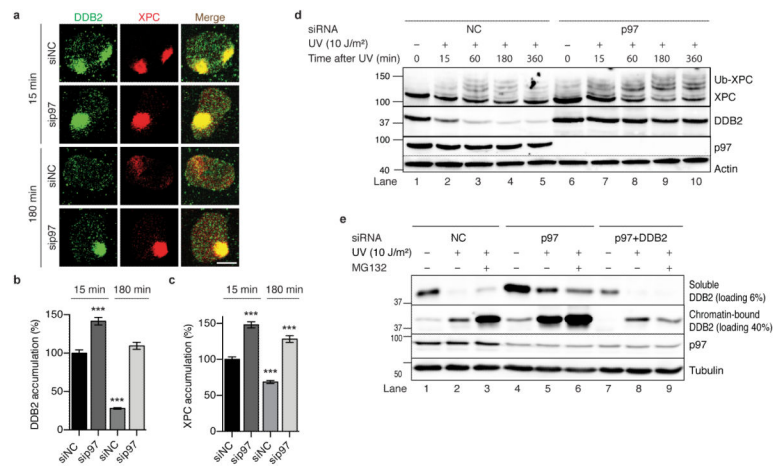 a
DDB2 XPC Merge
15 min
siNC
sip97
180 min
siNC
sip97
b
15 min 180 min
DDB2 accumulation (%)
150
100
50
0
***
***
siNC sip97 siNC sip97
c
15 min 180 min
XPC accumulation (%)
150
100
50
0
***
***
***
siNC sip97 siNC sip97
d
siRNA NC p97
UV (10 J/m²) – + + + + – + + + +
Time after UV (min) 0 15 60 180 360 0 15 60 180 360
150
Ub-XPC
100
XPC
37
DDB2
100
p97
40
Actin
Lane 1 2 3 4 5 6 7 8 9 10
e
siRNA NC p97 p97+DDB2
UV (10 J/m²) – + + – + + – + +
MG132 – – + – – + – – +
Soluble
DDB2 (loading 6%)
37
Chromatin-bound
DDB2 (loading 40%)
37
100
p97
50
Tubulin
Lane 1 2 3 4 5 6 7 8 9